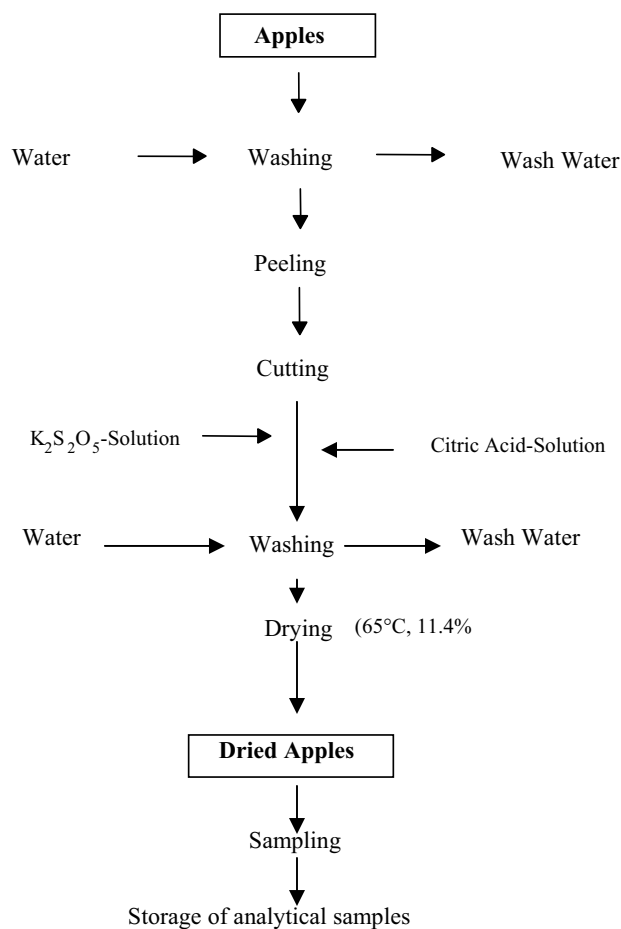 Apples
Water
Washing
Wash Water
Peeling
Cutting
K₂S₂O₅-Solution
Citric Acid-Solution
Water
Washing
Wash Water
Drying (65°C, 11.4%
Dried Apples
Sampling
Storage of analytical samples